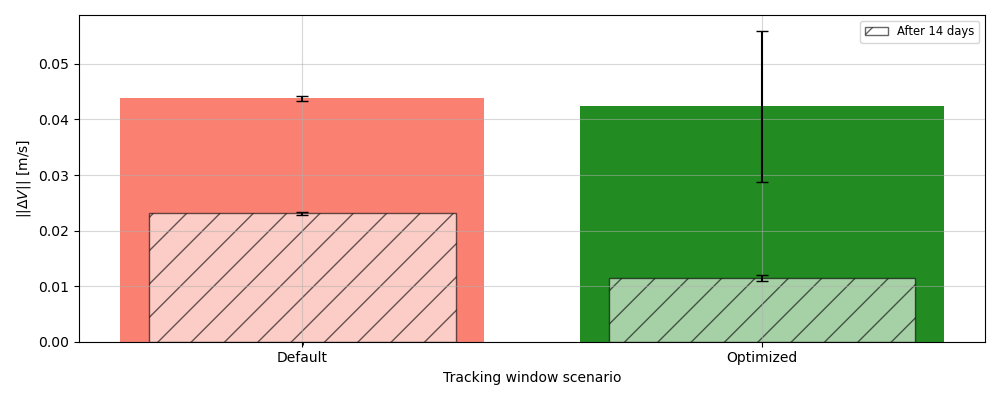 After 14 days
||ΔV|| [m/s]
0.05
0.04
0.03
0.02
0.01
0.00
Default
Optimized
Tracking window scenario